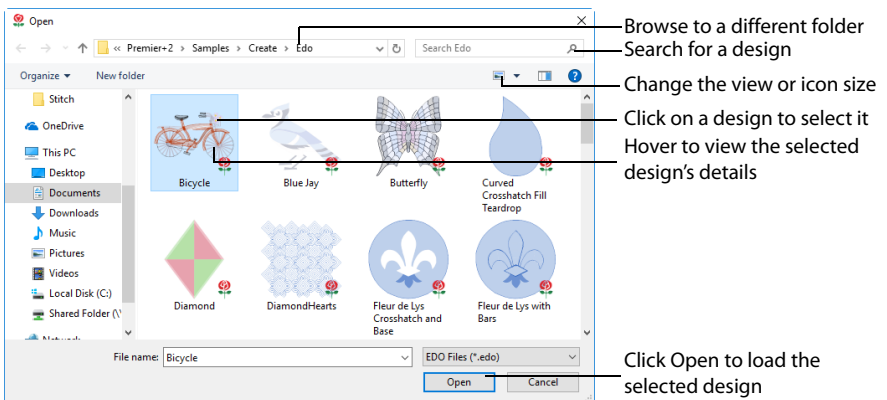 Open
« Premier+2 › Samples › Create › Edo
Search Edo
Organize
New folder
Stitch
OneDrive
This PC
Desktop
Documents
Downloads
Music
Pictures
Videos
Local Disk (C:)
Shared Folder (\\
Network
Bicycle
Blue Jay
Butterfly
Curved
Crosshatch Fill
Teardrop
Diamond
DiamondHearts
Fleur de Lys
Crosshatch and
Base
Fleur de Lys with
Bars
File name: Bicycle
EDO Files (*.edo)
Open
Cancel
Browse to a different folder
Search for a design
Change the view or icon size
Click on a design to select it
Hover to view the selected
design's details
Click Open to load the
selected design